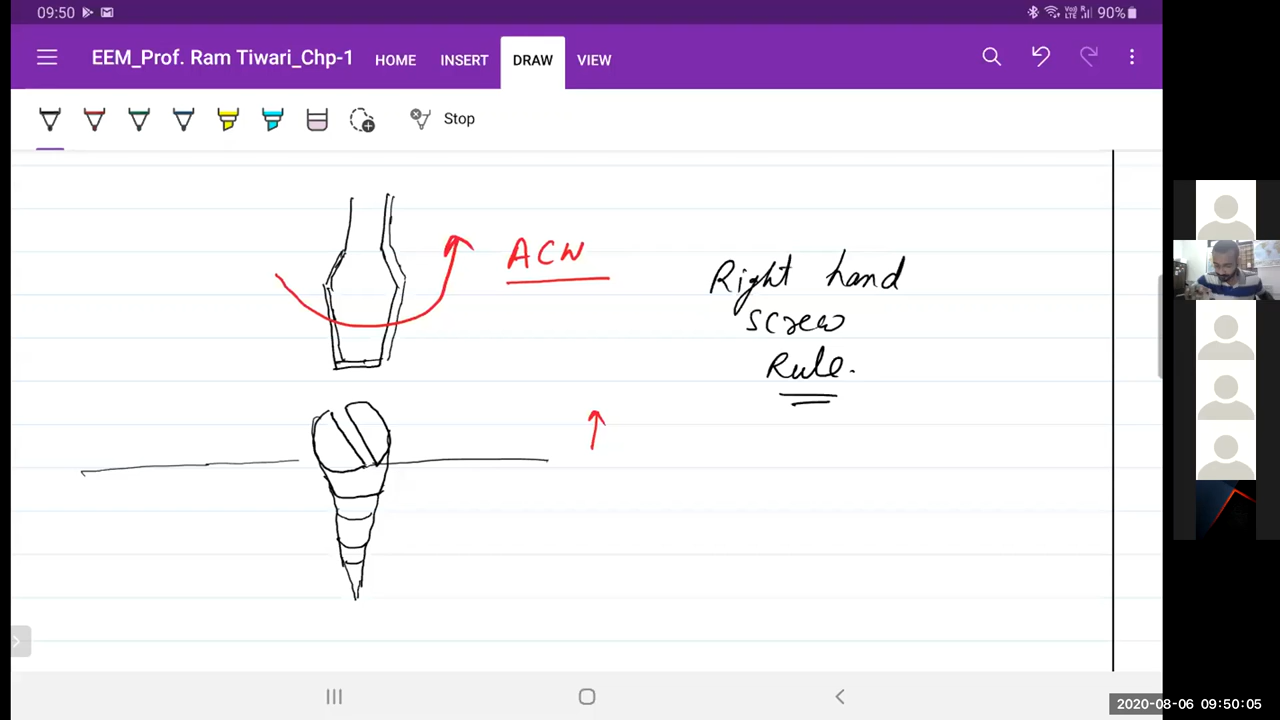 09:50
90%
EEM_Prof. Ram Tiwari_Chp-1
HOME
INSERT
DRAW
VIEW
Stop
ACW
Right hand
screw
Rule.
2020-08-06 09:50:05